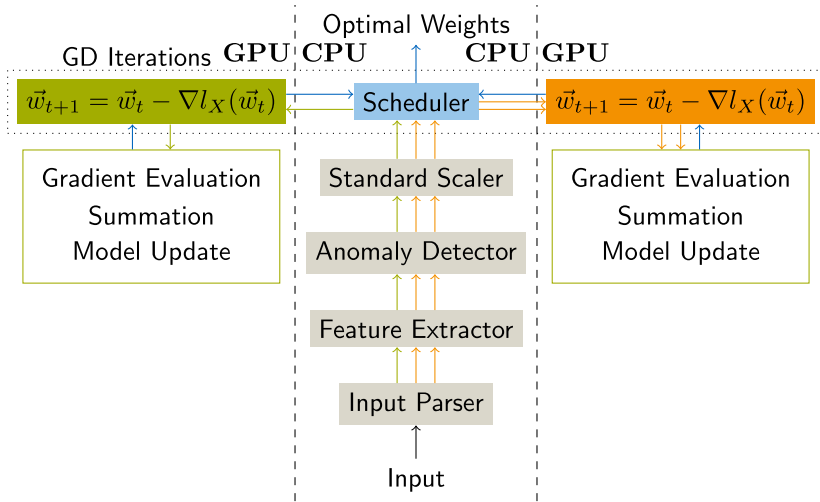 Optimal Weights
GD Iterations GPU CPU CPU GPU
$\vec{w}_{t+1} = \vec{w}_t - \nabla l_X(\vec{w}_t)$ Scheduler $\vec{w}_{t+1} = \vec{w}_t - \nabla l_X(\vec{w}_t)$
Gradient Evaluation
Summation
Model Update
Standard Scaler
Anomaly Detector
Feature Extractor
Input Parser
Input
Gradient Evaluation
Summation
Model Update